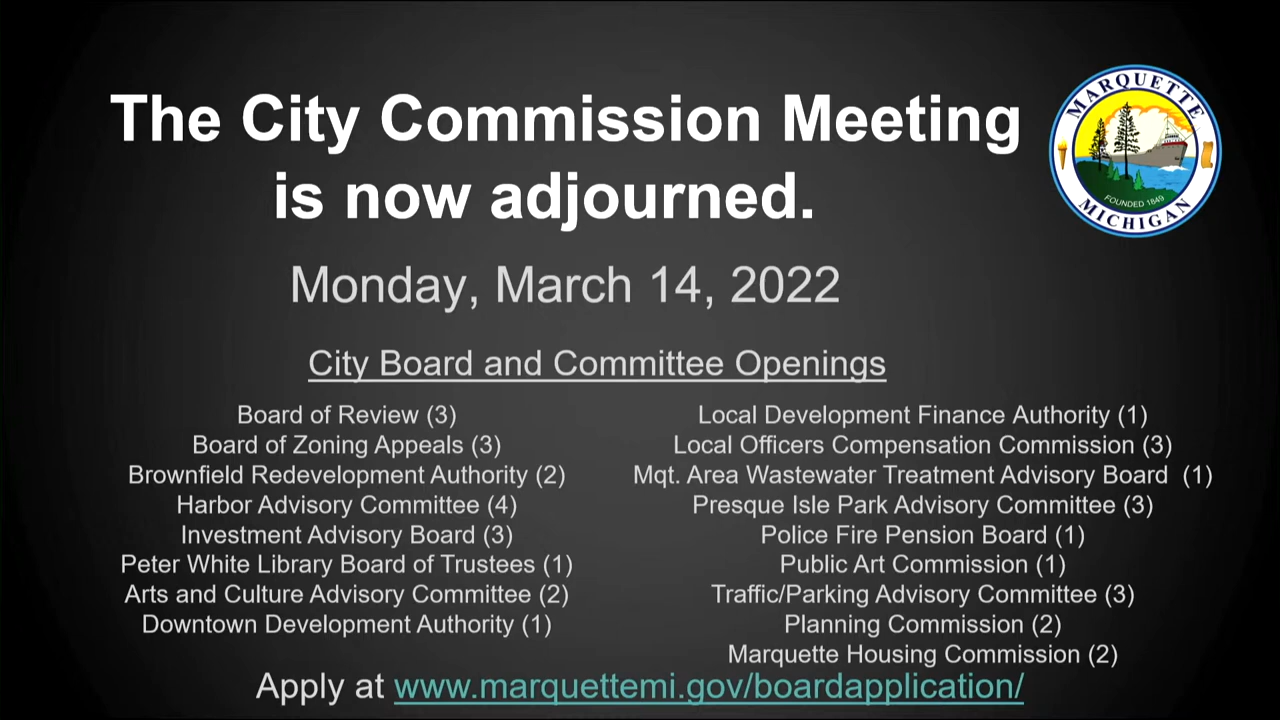 The City Commission Meeting
is now adjourned.
MARQUETTE
MICHIGAN
FOUNDED 1849
Monday, March 14, 2022
City Board and Committee Openings
Board of Review (3)
Board of Zoning Appeals (3)
Brownfield Redevelopment Authority (2)
Harbor Advisory Committee (4)
Investment Advisory Board (3)
Peter White Library Board of Trustees (1)
Arts and Culture Advisory Committee (2)
Downtown Development Authority (1)
Local Development Finance Authority (1)
Local Officers Compensation Commission (3)
Mqt. Area Wastewater Treatment Advisory Board (1)
Presque Isle Park Advisory Committee (3)
Police Fire Pension Board (1)
Public Art Commission (1)
Traffic/Parking Advisory Committee (3)
Planning Commission (2)
Marquette Housing Commission (2)
Apply at www.marquettemi.gov/boardapplication/